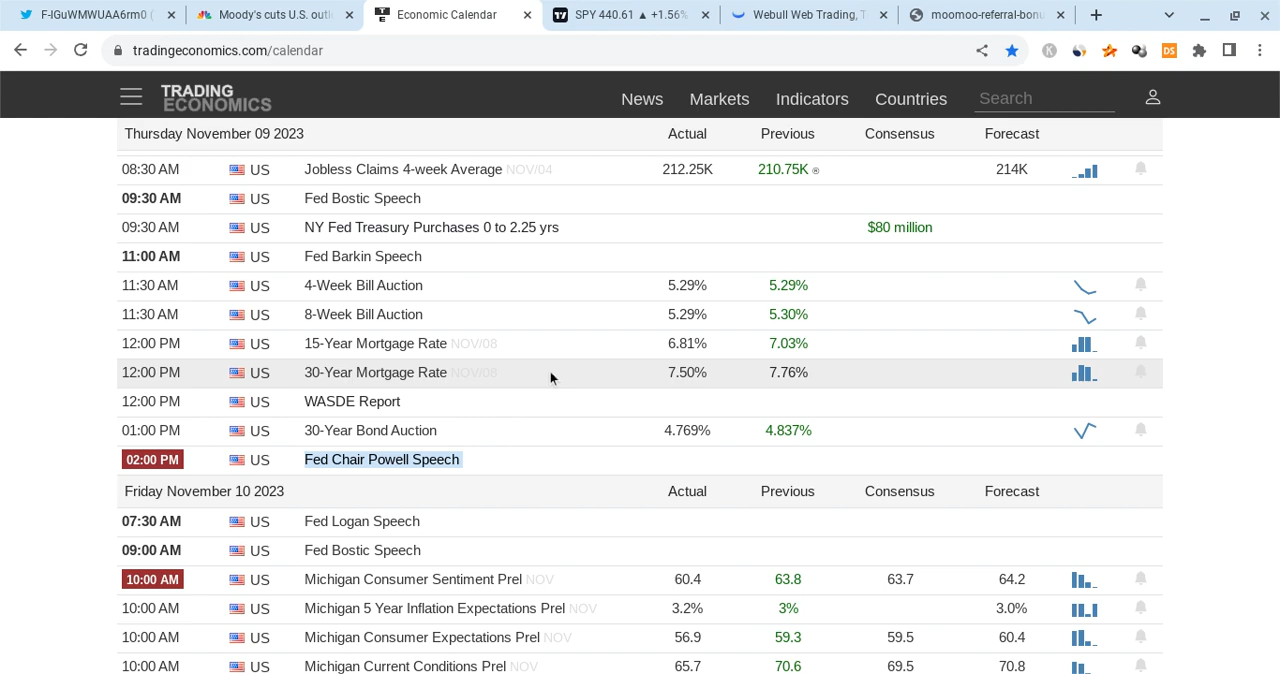 F-IGuWMWUAA6rm0 (
Moody's cuts U.S. outl
Economic Calendar
SPY 440.61 ▲ +1.56%
Webull Web Trading, T
moomoo-referral-bonu
tradingeconomics.com/calendar
K
DS
TRADING
ECONOMICS
News Markets Indicators Countries Search
Thursday November 09 2023 Actual Previous Consensus Forecast
08:30 AM US Jobless Claims 4-week Average NOV/04 212.25K 210.75K ® 214K
09:30 AM US Fed Bostic Speech
09:30 AM US NY Fed Treasury Purchases 0 to 2.25 yrs $80 million
11:00 AM US Fed Barkin Speech
11:30 AM US 4-Week Bill Auction 5.29% 5.29%
11:30 AM US 8-Week Bill Auction 5.29% 5.30%
12:00 PM US 15-Year Mortgage Rate NOV/08 6.81% 7.03%
12:00 PM US 30-Year Mortgage Rate NOV/08 7.50% 7.76%
12:00 PM US WASDE Report
01:00 PM US 30-Year Bond Auction 4.769% 4.837%
02:00 PM US Fed Chair Powell Speech
Friday November 10 2023 Actual Previous Consensus Forecast
07:30 AM US Fed Logan Speech
09:00 AM US Fed Bostic Speech
10:00 AM US Michigan Consumer Sentiment Prel NOV 60.4 63.8 63.7 64.2
10:00 AM US Michigan 5 Year Inflation Expectations Prel NOV 3.2% 3% 3.0%
10:00 AM US Michigan Consumer Expectations Prel NOV 56.9 59.3 59.5 60.4
10:00 AM US Michigan Current Conditions Prel NOV 65.7 70.6 69.5 70.8